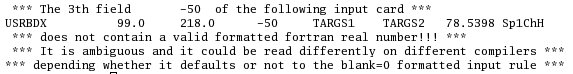 *** The 3th field       -50  of the following input card ***
USRBDX        99.0     218.0       -50    TARGS1    TARGS2   78.5398 Sp1ChH
*** does not contain a valid formatted fortran real number!!! ***
*** It is ambiguous and it could be read differently on different compilers ***
*** depending whether it defaults or not to the blank=0 formatted input rule ***